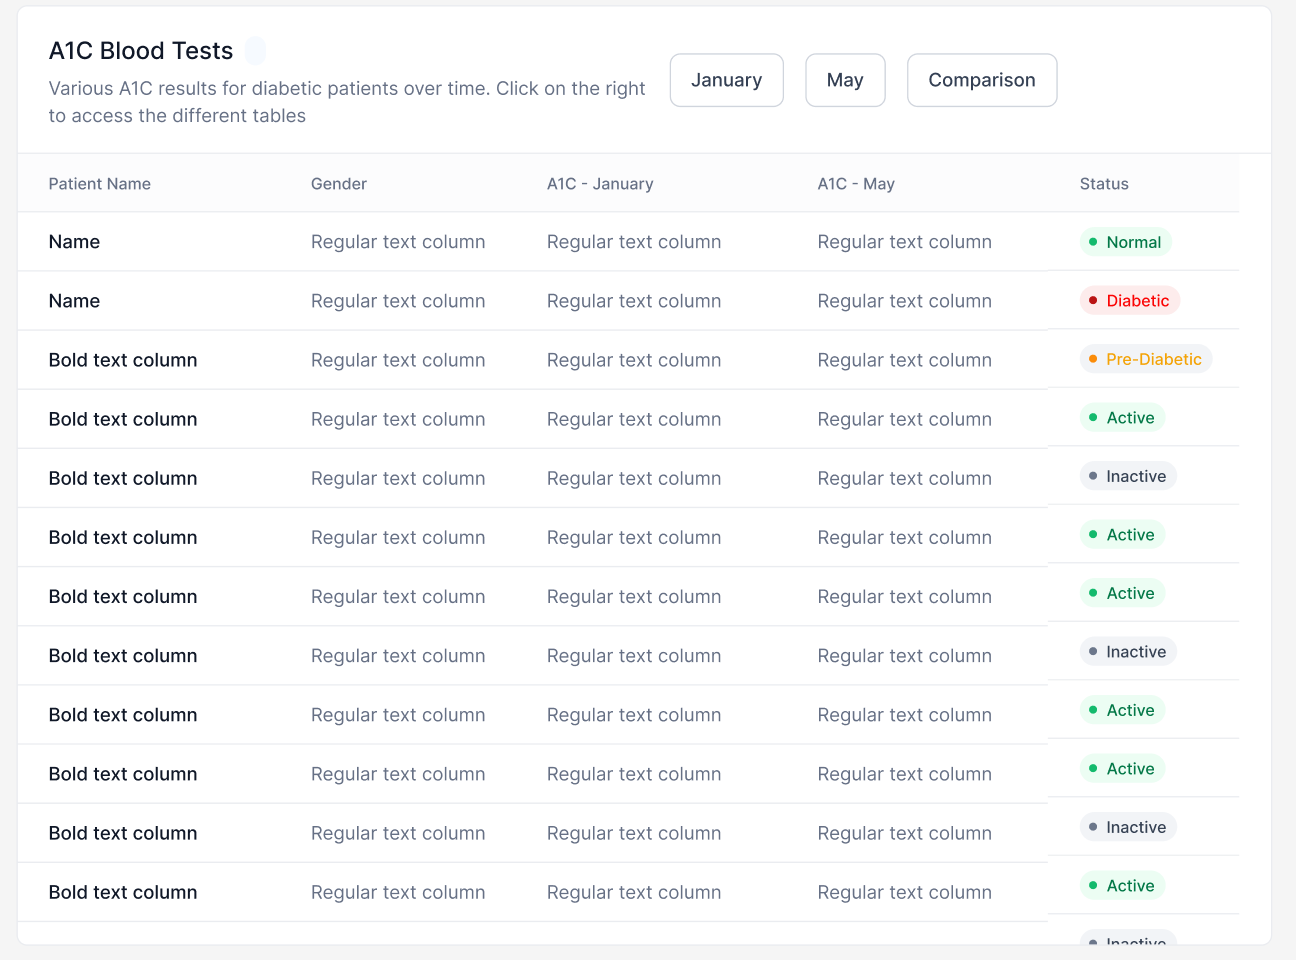 A1C Blood Tests
Various A1C results for diabetic patients over time. Click on the right
to access the different tables
January May Comparison
Patient Name Gender A1C - January A1C - May Status
Name Regular text column Regular text column Regular text column Normal
Name Regular text column Regular text column Regular text column Diabetic
Bold text column Regular text column Regular text column Regular text column Pre-Diabetic
Bold text column Regular text column Regular text column Regular text column Active
Bold text column Regular text column Regular text column Regular text column Inactive
Bold text column Regular text column Regular text column Regular text column Active
Bold text column Regular text column Regular text column Regular text column Active
Bold text column Regular text column Regular text column Regular text column Inactive
Bold text column Regular text column Regular text column Regular text column Active
Bold text column Regular text column Regular text column Regular text column Active
Bold text column Regular text column Regular text column Regular text column Inactive
Bold text column Regular text column Regular text column Regular text column Active
Inactive